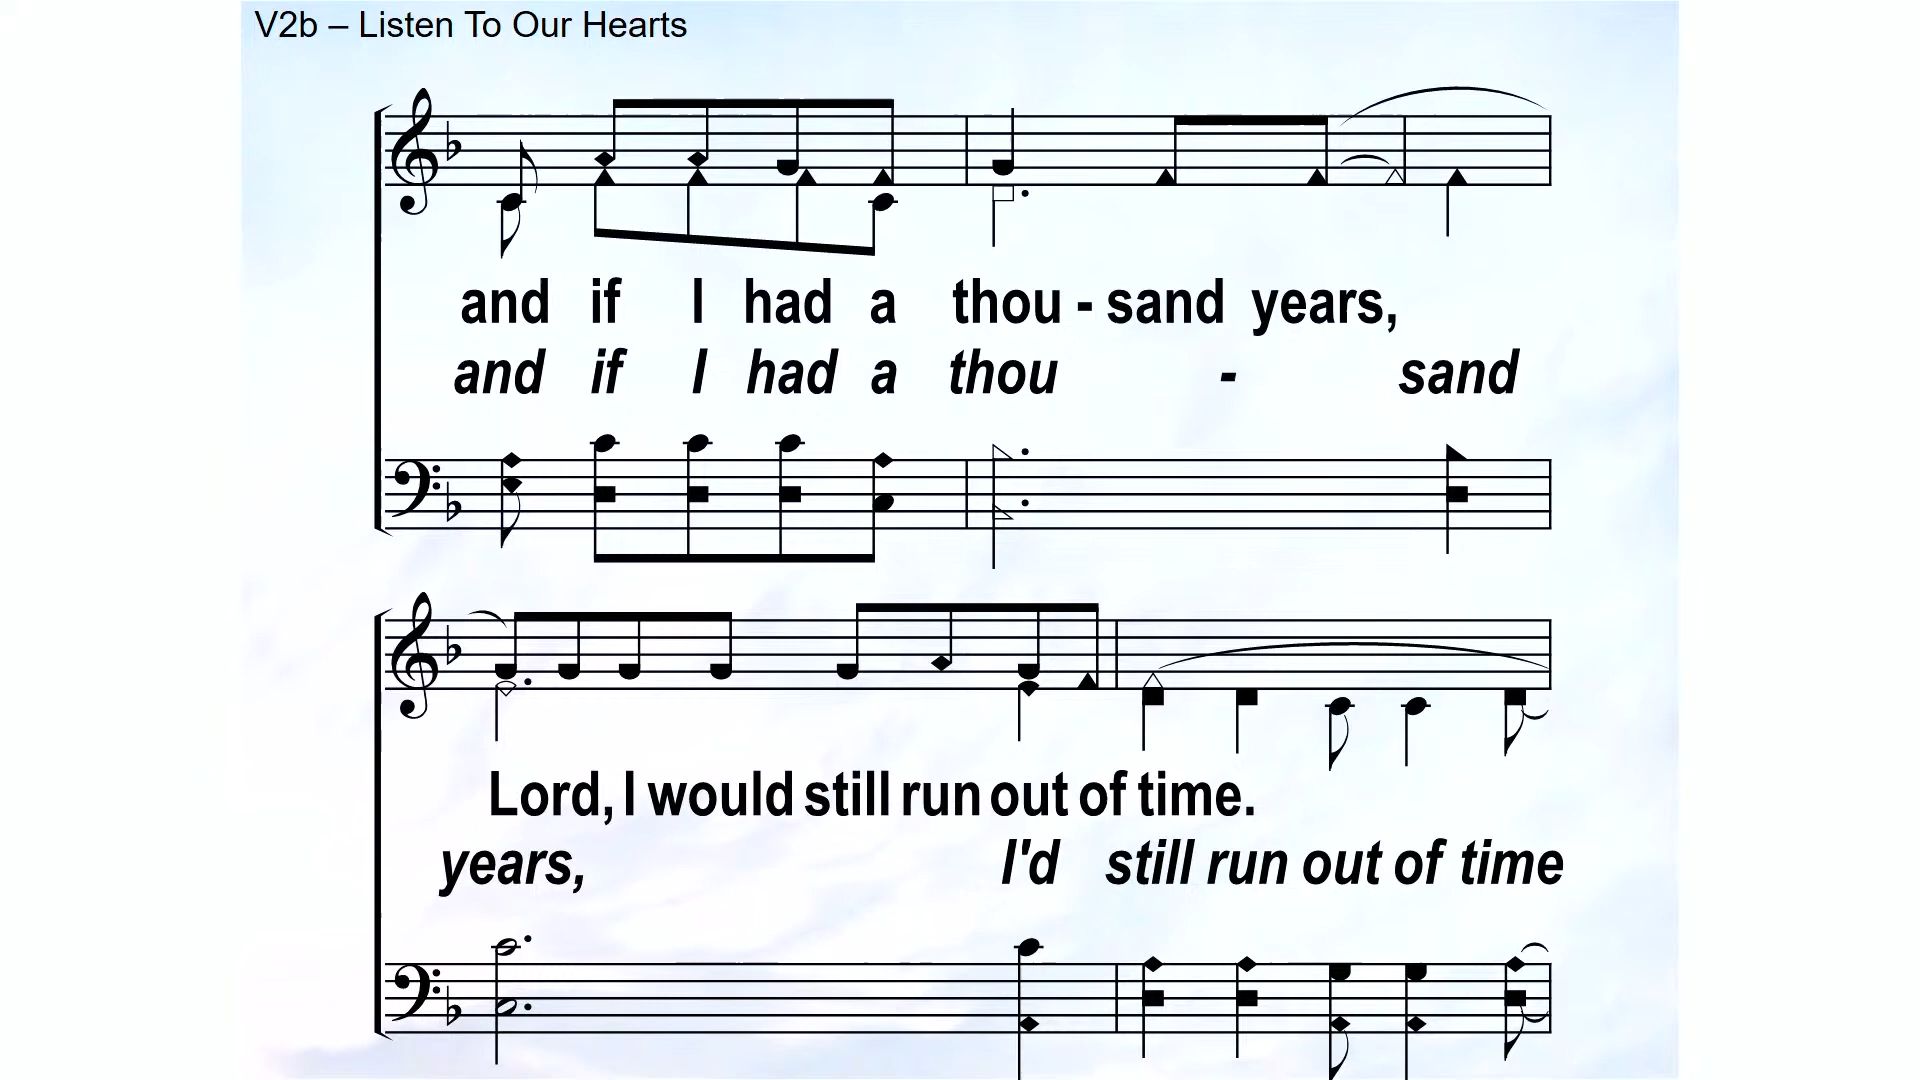 V2b – Listen To Our Hearts
and if I had a thou - sand years,
and if I had a thou - sand
Lord, I would still run out of time.
years, I'd still run out of time